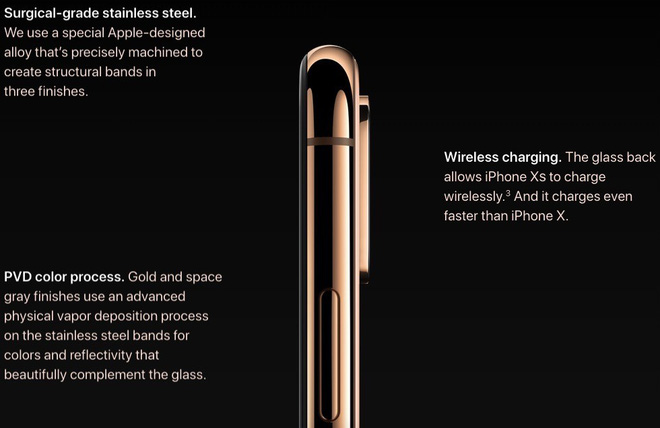 Surgical-grade stainless steel.
We use a special Apple-designed
alloy that’s precisely machined to
create structural bands in
three finishes.
Wireless charging. The glass back
allows iPhone Xs to charge
wirelessly.³ And it charges even
faster than iPhone X.
PVD color process. Gold and space
gray finishes use an advanced
physical vapor deposition process
on the stainless steel bands for
colors and reflectivity that
beautifully complement the glass.